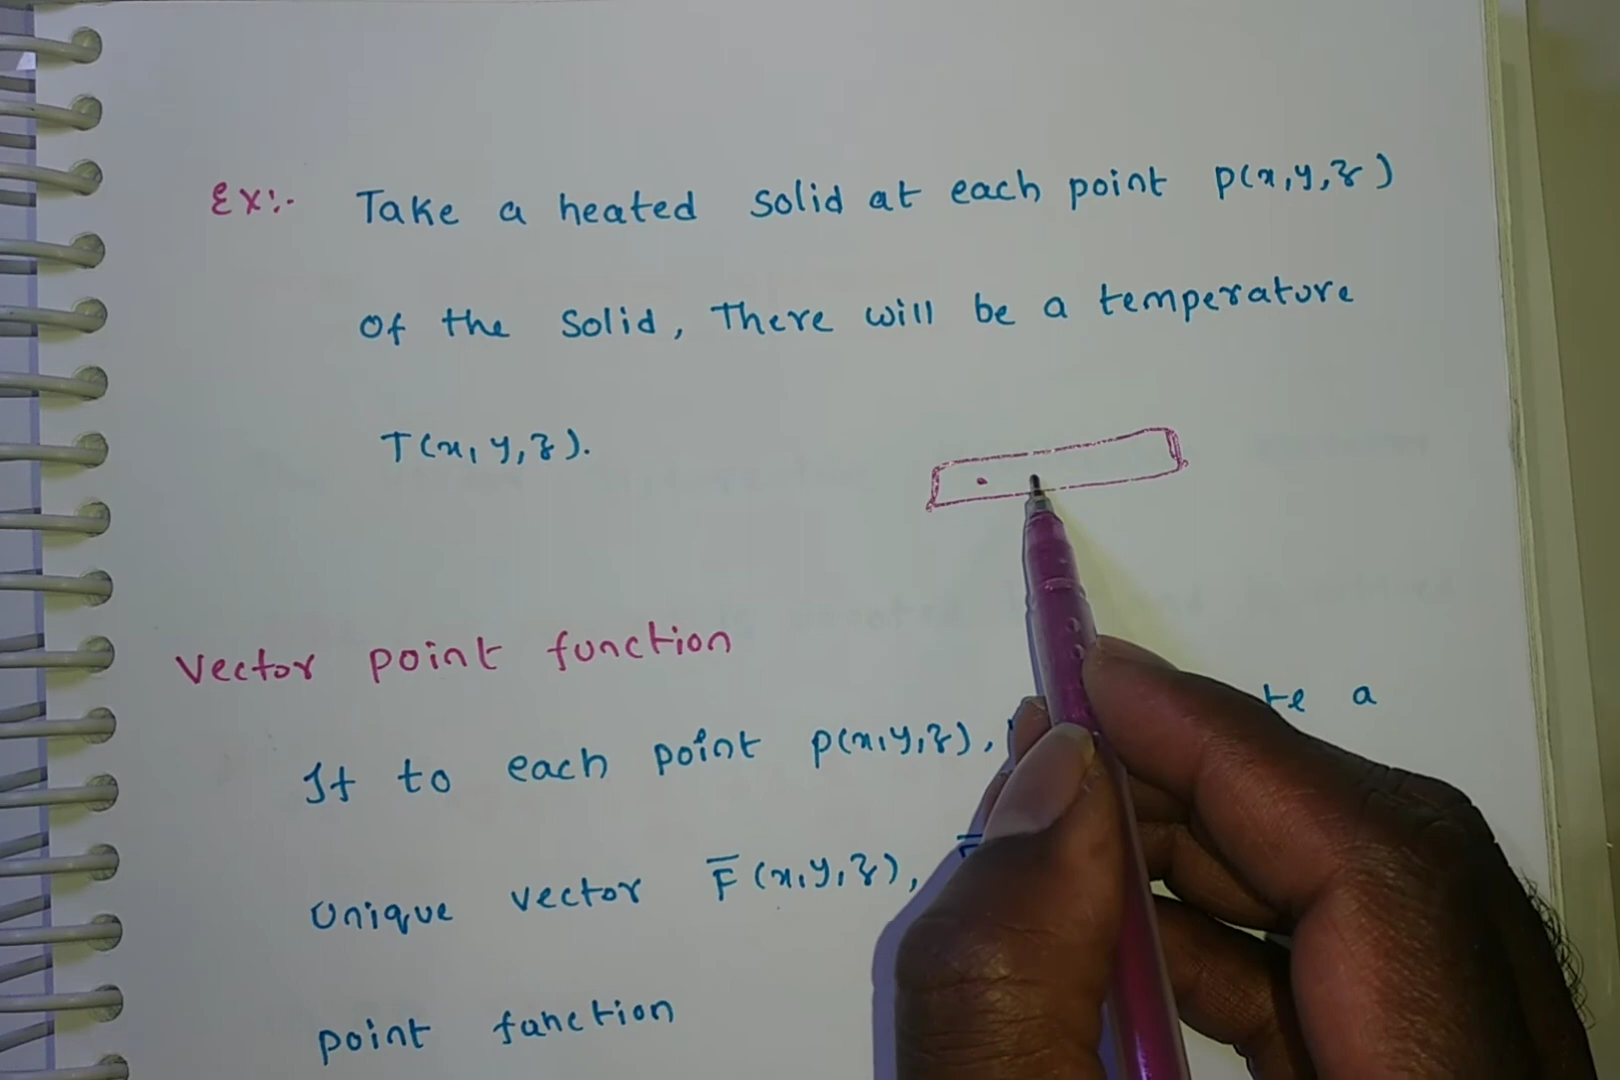 Ex:- Take a heated solid at each point P(x,y,z)
Of the solid, There will be a temperature
T(x,y,z).
Vector point function
If to each point P(x,y,z),
Unique vector F̅(x,y,z),
point function